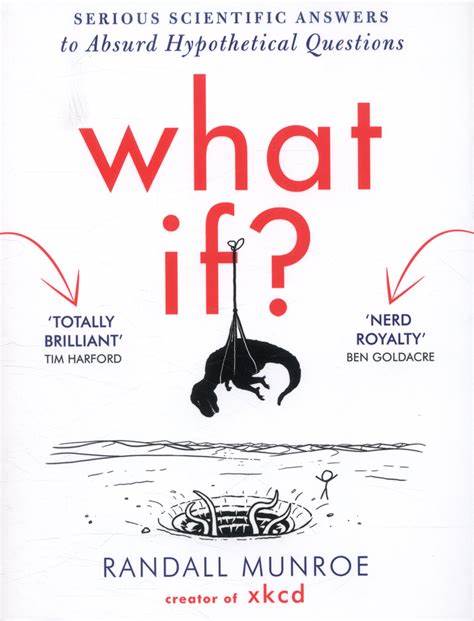 SERIOUS SCIENTIFIC ANSWERS
to Absurd Hypothetical Questions
what
if?
'TOTALLY
BRILLIANT'
TIM HARFORD
'NERD
ROYALTY'
BEN GOLDACRE
RANDALL MUNROE
creator of xkcd